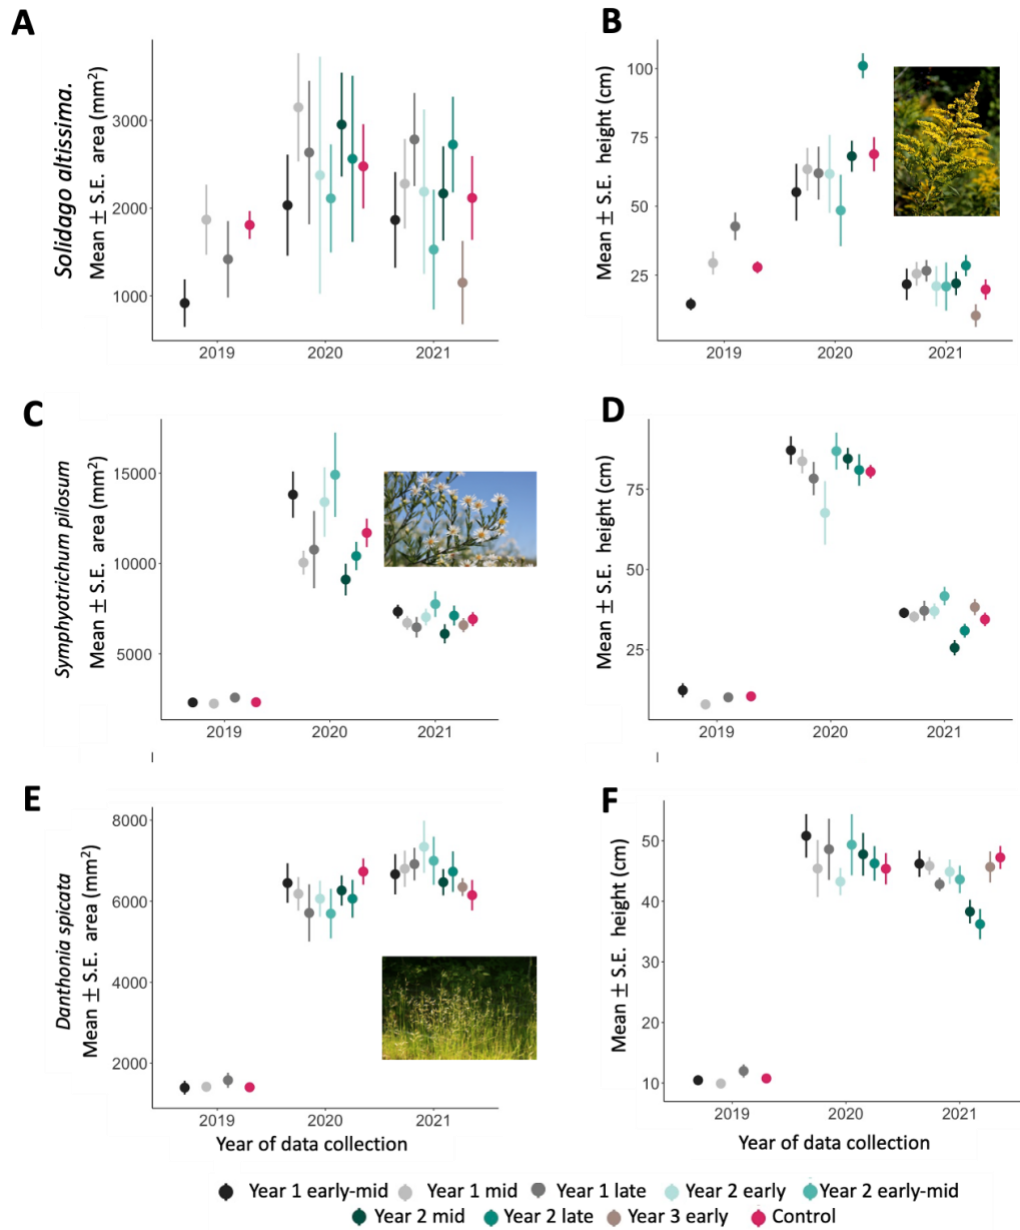 A
Solidago altissima.
Mean ± S.E. area (mm²)
3000
2000
1000
2019 2020 2021
B
Mean ± S.E. height (cm)
100
75
50
25
2019 2020 2021
C
Symphyotrichum pilosum
Mean ± S.E. area (mm²)
15000
10000
5000
2019 2020 2021
D
Mean ± S.E. height (cm)
75
50
25
2019 2020 2021
E
Danthonia spicata
Mean ± S.E. area (mm²)
8000
6000
4000
2000
2019 2020 2021
Year of data collection
F
Mean ± S.E. height (cm)
50
40
30
20
10
2019 2020 2021
Year of data collection
Year 1 early-mid Year 1 mid Year 1 late Year 2 early Year 2 early-mid
Year 2 mid Year 2 late Year 3 early Control